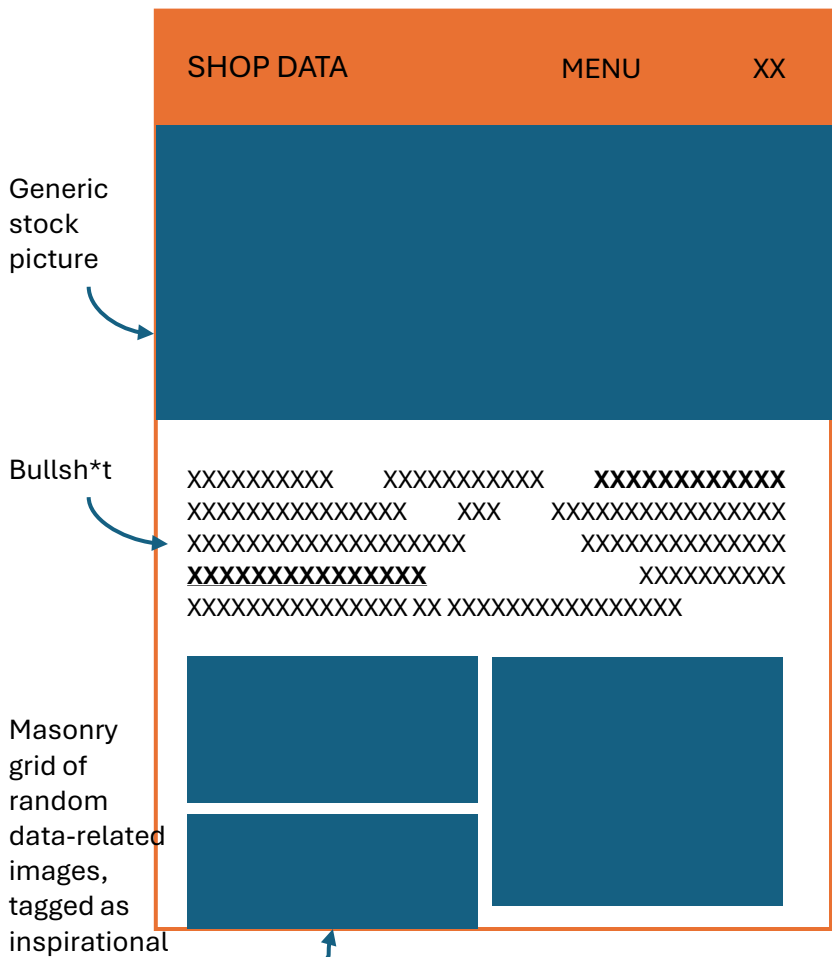 SHOP DATA MENU XX
Generic
stock
picture
Bullsh*t
XXXXXXXXXX XXXXXXXXXXX XXXXXXXXXXXX
XXXXXXXXXXXXXXX XXX XXXXXXXXXXXXXXXX
XXXXXXXXXXXXXXXXXXX XXXXXXXXXXXXXX
XXXXXXXXXXXXXXX XXXXXXXXXX
XXXXXXXXXXXXXXX XX XXXXXXXXXXXXXXXX
Masonry
grid of
random
data-related
images,
tagged as
inspirational